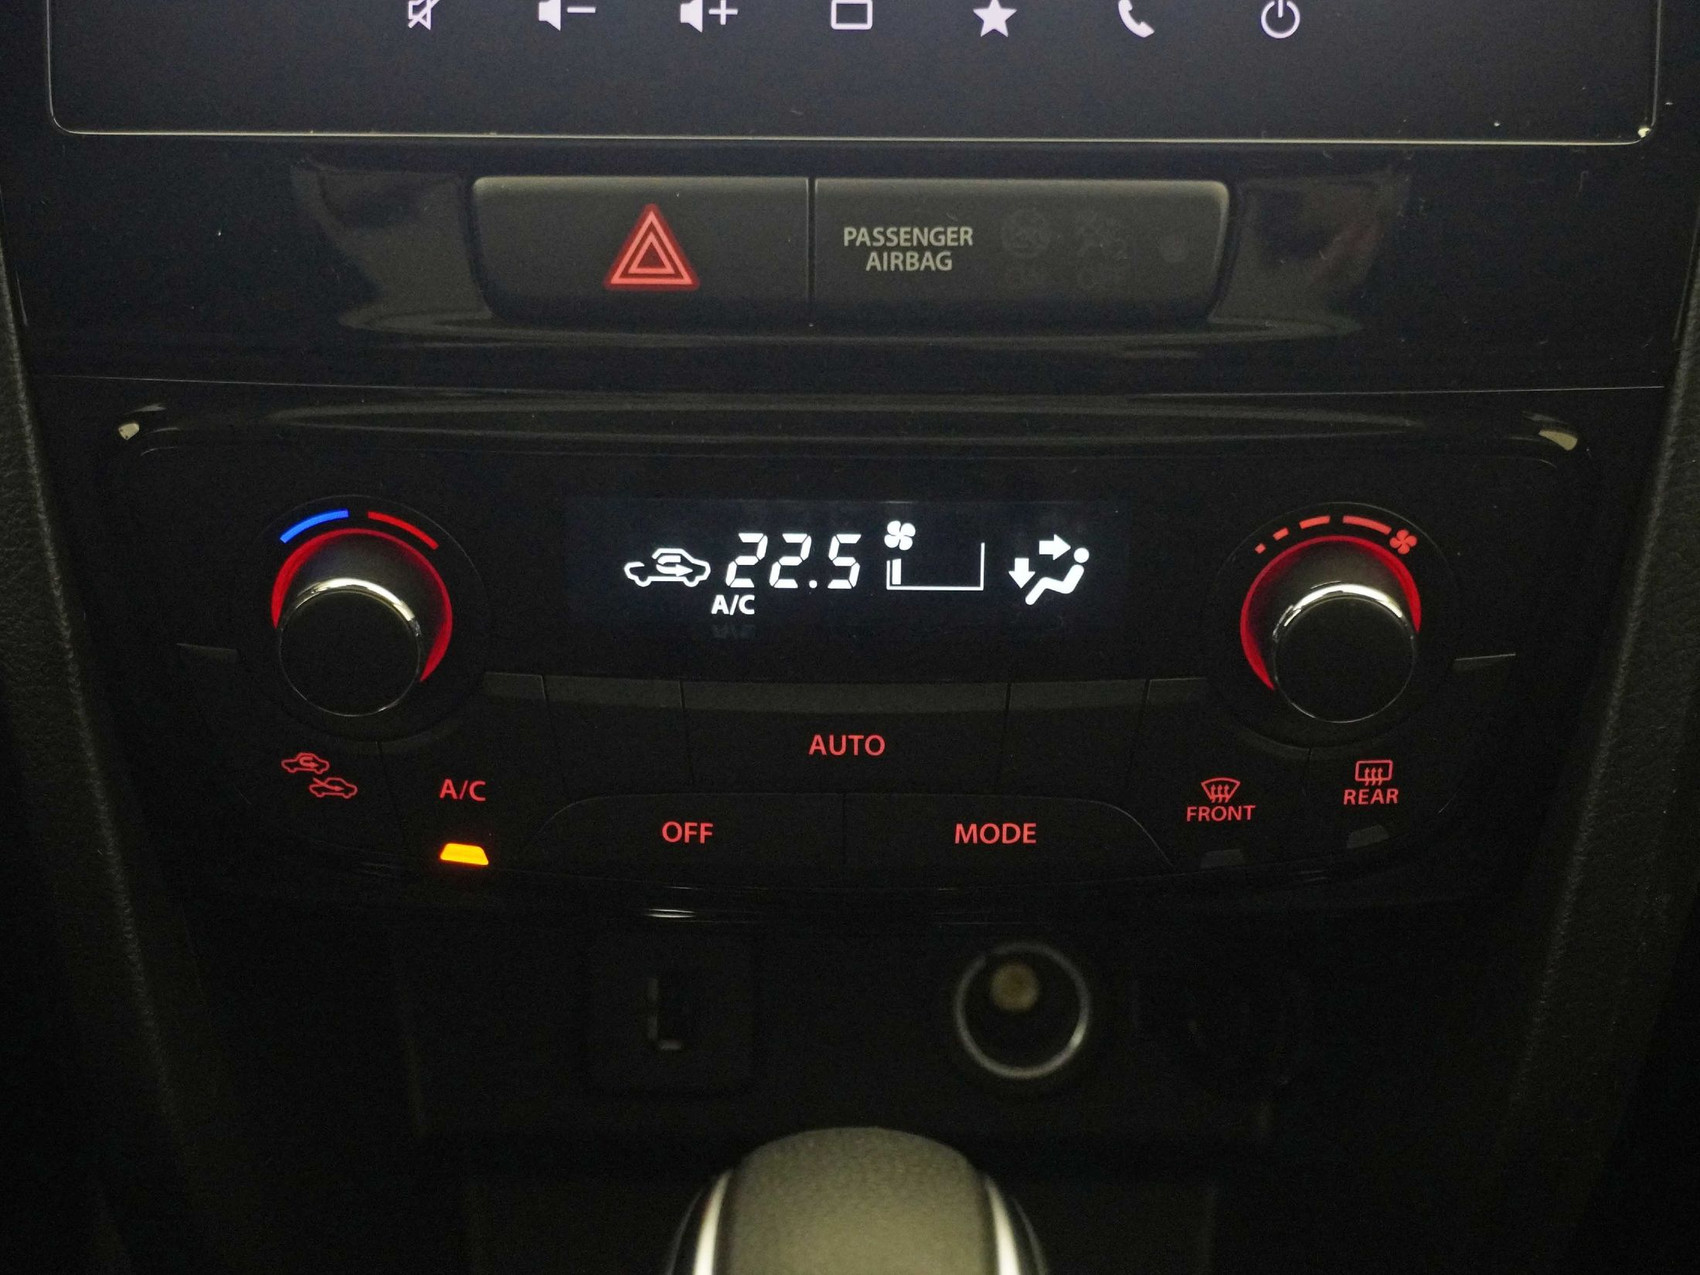 PASSENGER
AIRBAG
22.5
A/C
AUTO
A/C
OFF
MODE
FRONT
REAR